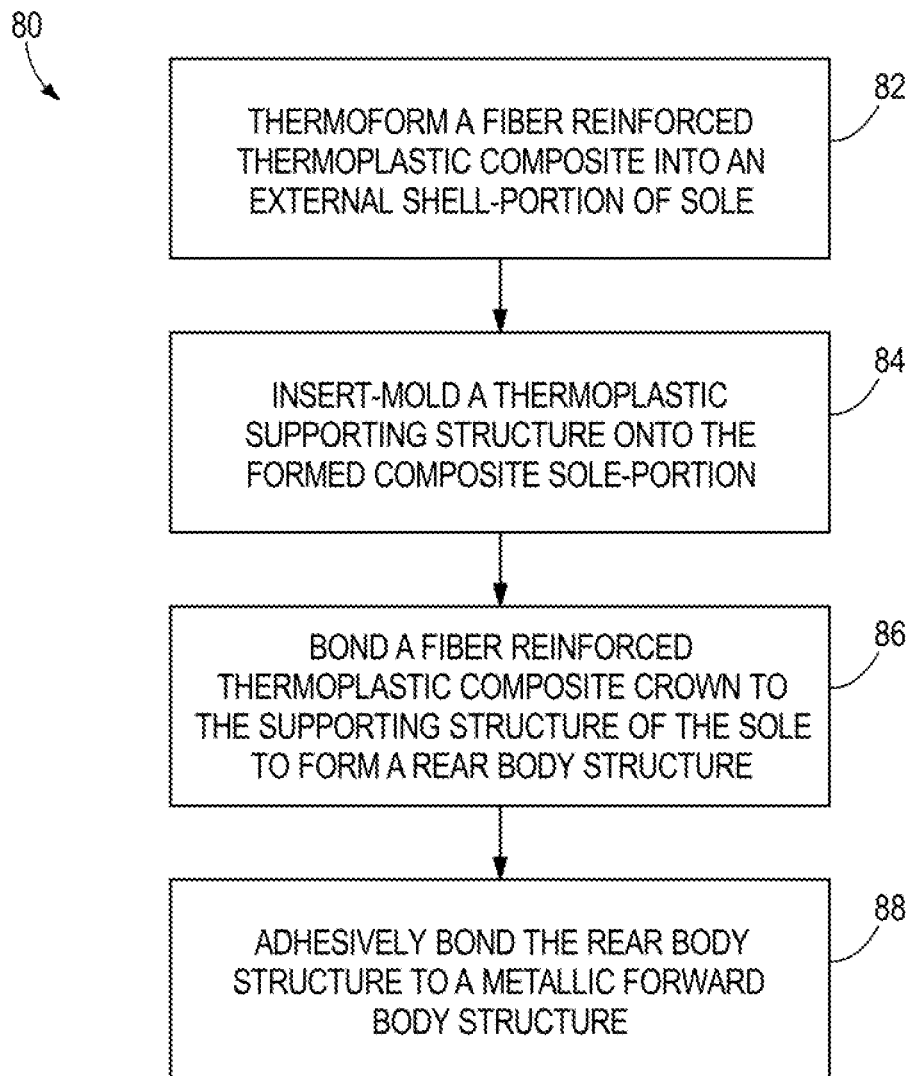 80
82
THERMOFORM A FIBER REINFORCED
THERMOPLASTIC COMPOSITE INTO AN
EXTERNAL SHELL-PORTION OF SOLE
84
INSERT-MOLD A THERMOPLASTIC
SUPPORTING STRUCTURE ONTO THE
FORMED COMPOSITE SOLE-PORTION
86
BOND A FIBER REINFORCED
THERMOPLASTIC COMPOSITE CROWN TO
THE SUPPORTING STRUCTURE OF THE SOLE
TO FORM A REAR BODY STRUCTURE
88
ADHESIVELY BOND THE REAR BODY
STRUCTURE TO A METALLIC FORWARD
BODY STRUCTURE